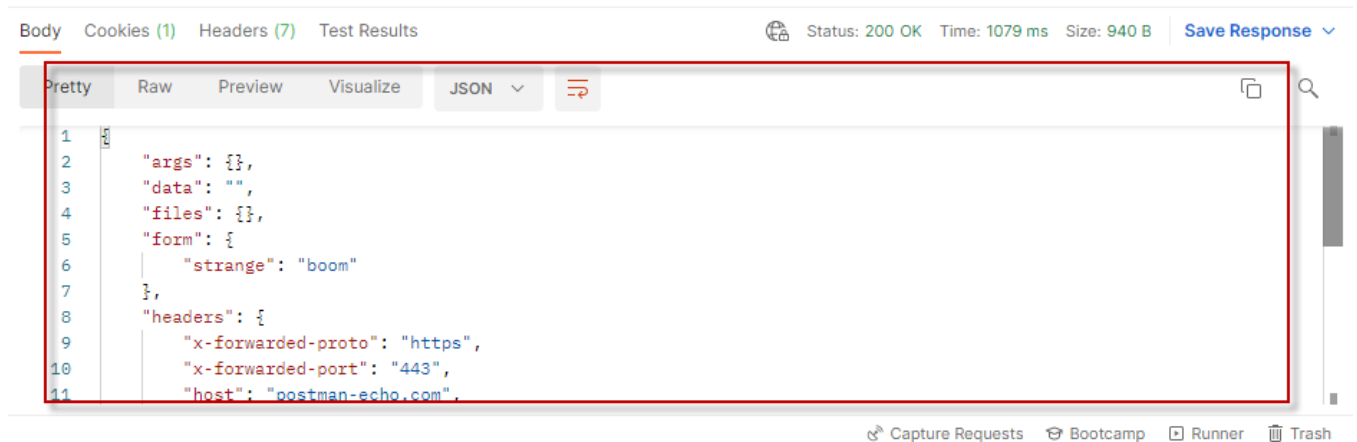 Body Cookies (1) Headers (7) Test Results Status: 200 OK Time: 1079 ms Size: 940 B Save Response
Pretty Raw Preview Visualize JSON
1 {
2 "args": {},
3 "data": "",
4 "files": {},
5 "form": {
6 "strange": "boom"
7 },
8 "headers": {
9 "x-forwarded-proto": "https",
10 "x-forwarded-port": "443",
11 "host": "postman-echo.com",
Capture Requests Bootcamp Runner Trash